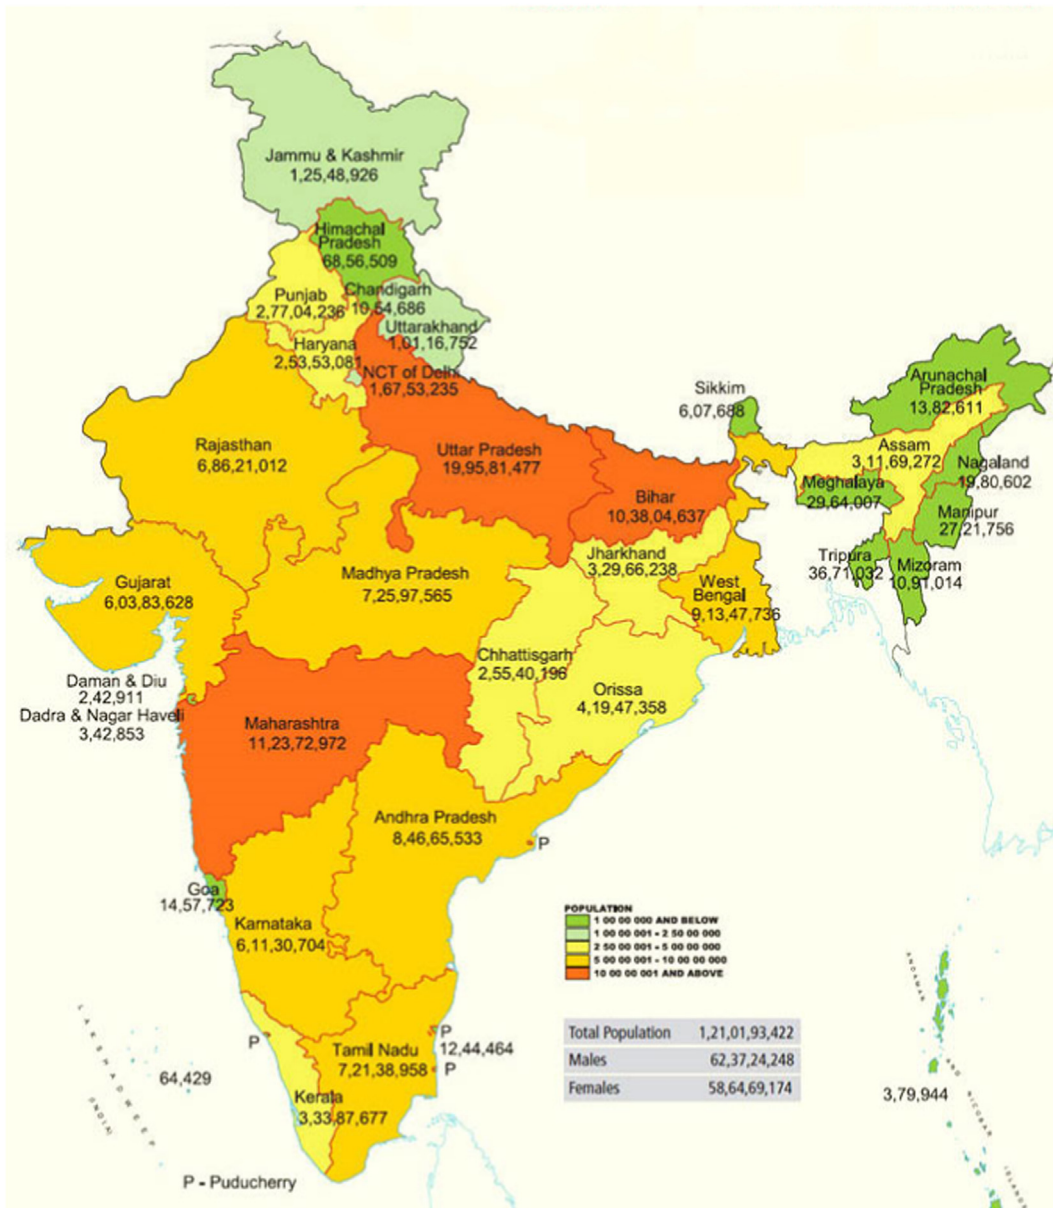 Jammu & Kashmir
1,25,48,926
Himachal
Pradesh
68,56,509
Chandigarh
10,54,686
Punjab
2,77,04,236
Uttarakhand
1,01,16,752
Haryana
2,53,53,081
NCT of Delhi
1,67,53,235
Rajasthan
6,86,21,012
Uttar Pradesh
19,95,81,477
Bihar
10,38,04,637
Sikkim
6,07,688
Arunachal
Pradesh
13,82,611
Assam
3,11,69,272
Nagaland
19,80,602
Meghalaya
29,64,007
Manipur
27,21,756
Tripura
36,71,032
Mizoram
10,91,014
Jharkhand
3,29,66,238
West
Bengal
9,13,47,736
Gujarat
6,03,83,628
Madhya Pradesh
7,25,97,565
Chhattisgarh
2,55,40,196
Orissa
4,19,47,358
Daman & Diu
2,42,911
Dadra & Nagar Haveli
3,42,853
Maharashtra
11,23,72,972
Andhra Pradesh
8,46,65,533
P
Goa
14,57,723
Karnataka
6,11,30,704
POPULATION
1 00 00 000 AND BELOW
1 00 00 001 - 2 50 00 000
2 50 00 001 - 5 00 00 000
5 00 00 001 - 10 00 00 000
10 00 00 001 AND ABOVE
Total Population 1,21,01,93,422
Males 62,37,24,248
Females 58,64,69,174
P
P
12,44,464
P
Tamil Nadu
7,21,38,958
Kerala
3,33,87,677
LAKSHADWEEP
(INDIA)
64,429
ANDAMAN
AND NICOBAR
ISLANDS
3,79,944
P - Puducherry